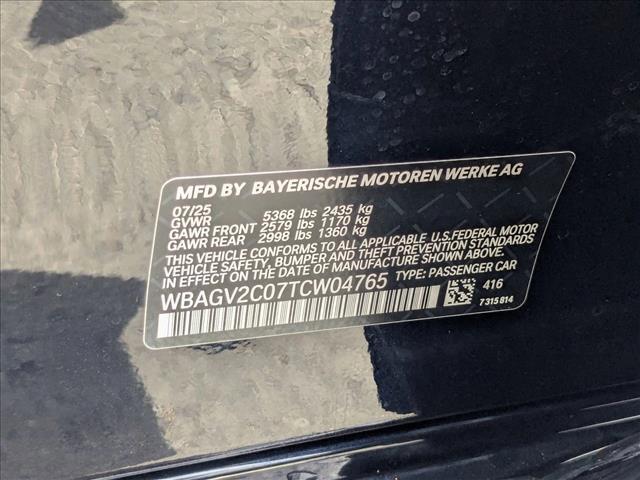 MFD BY BAYERISCHE MOTOREN WERKE AG
07/25
GVWR 5368 lbs 2435 kg
GAWR FRONT 2579 lbs 1170 kg
GAWR REAR 2998 lbs 1360 kg
THIS VEHICLE CONFORMS TO ALL APPLICABLE U.S.FEDERAL MOTOR
VEHICLE SAFETY, BUMPER AND THEFT PREVENTION STANDARDS
IN EFFECT ON THE DATE OF MANUFACTURE SHOWN ABOVE.
WBAGV2C07TCW04765 TYPE: PASSENGER CAR
416
7315814